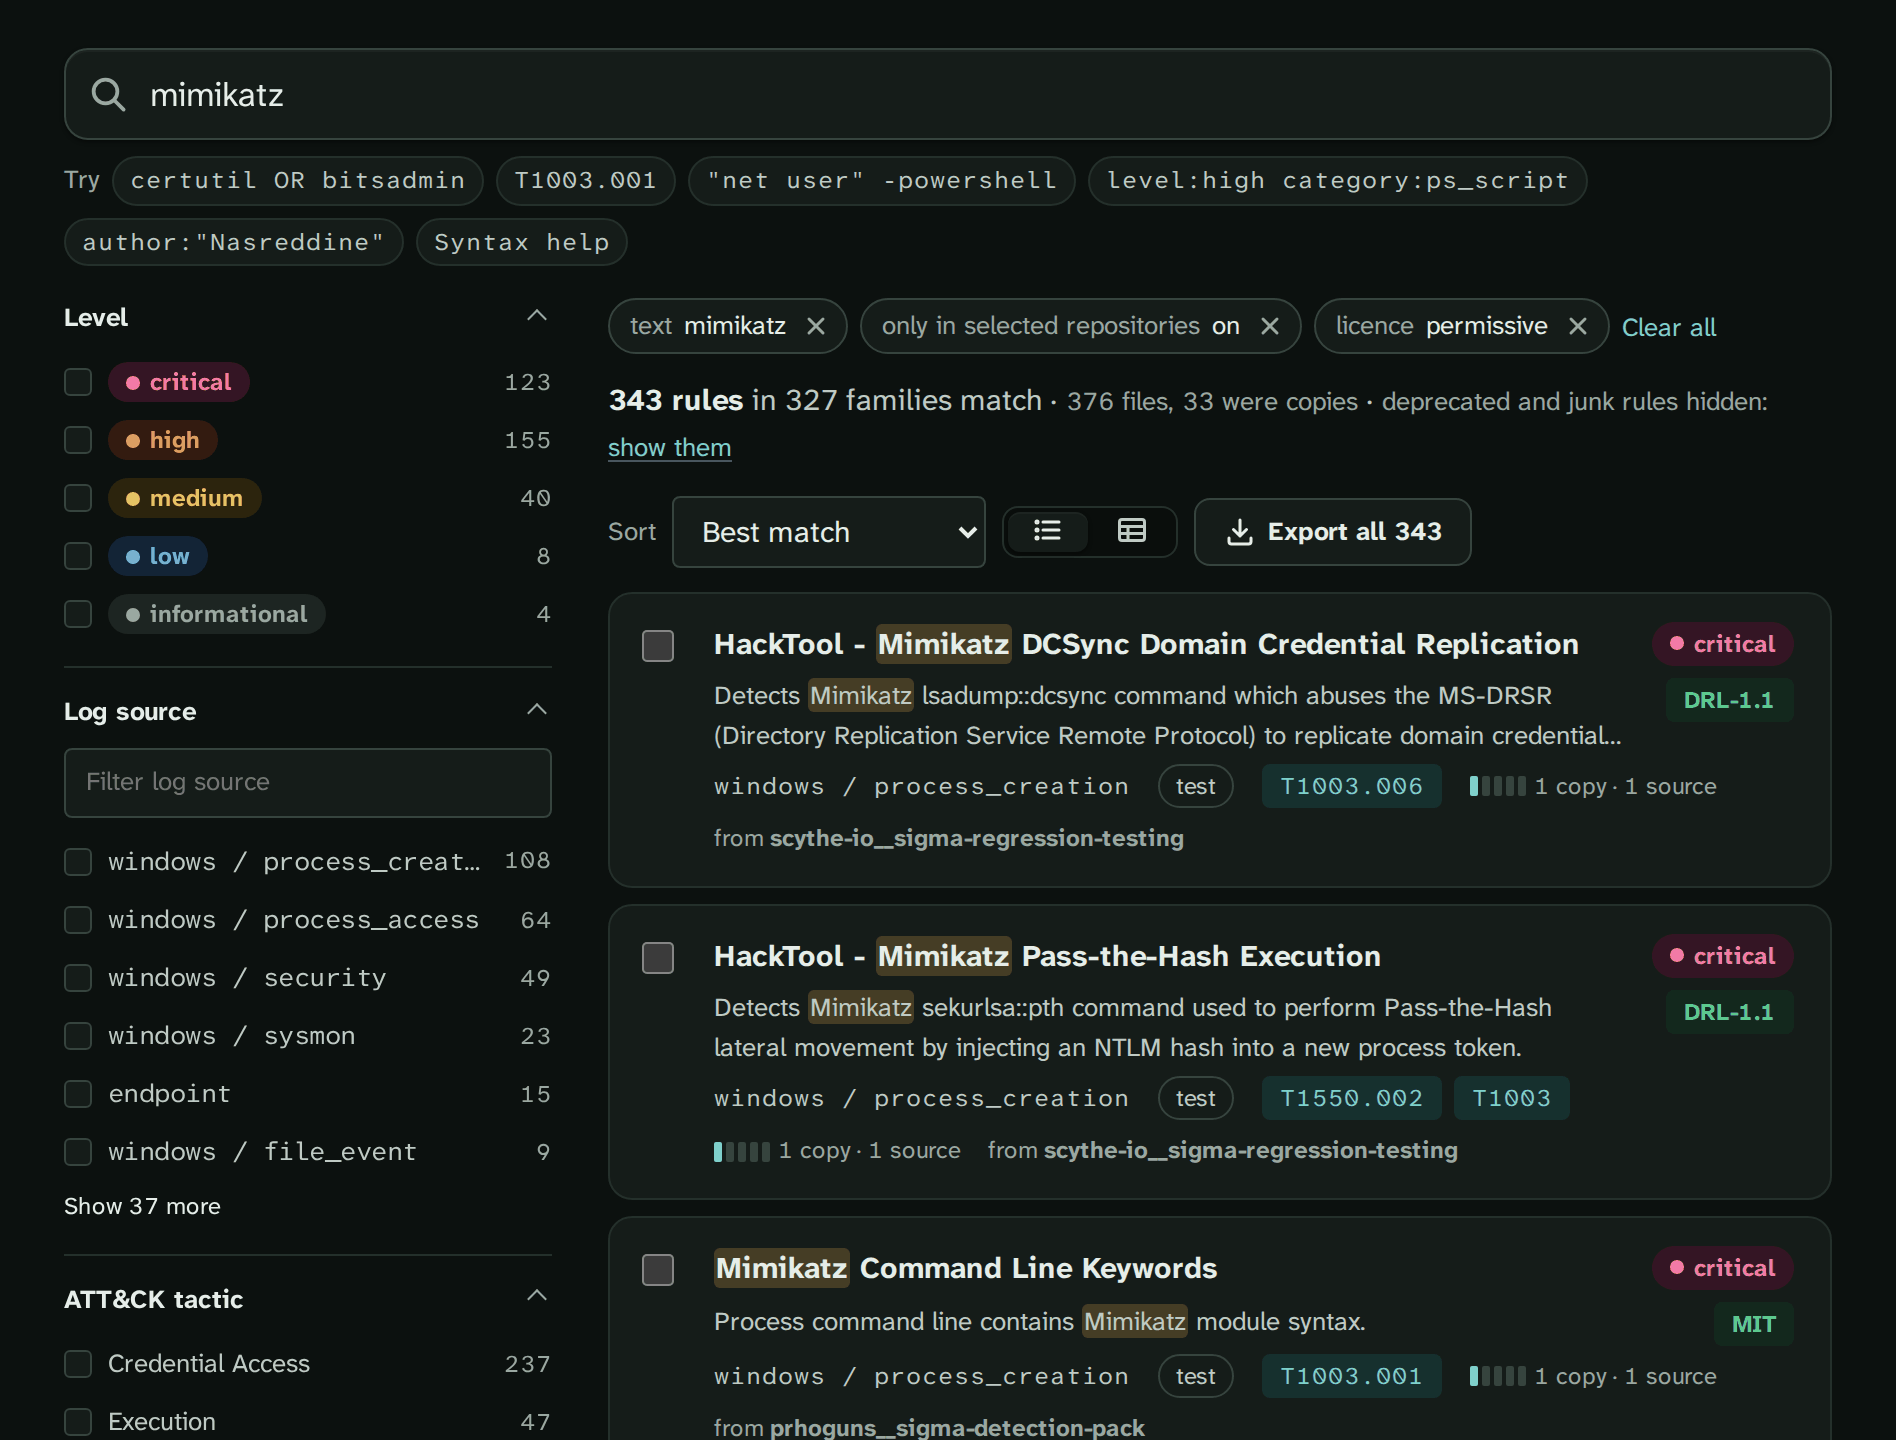 mimikatz
Try certutil OR bitsadmin T1003.001 "net user" -powershell level:high category:ps_script
author:"Nasreddine" Syntax help
Level
critical 123
high 155
medium 40
low 8
informational 4
Log source
Filter log source
windows / process_creat… 108
windows / process_access 64
windows / security 49
windows / sysmon 23
endpoint 15
windows / file_event 9
Show 37 more
ATT&CK tactic
Credential Access 237
Execution 47
text mimikatz only in selected repositories on licence permissive Clear all
343 rules in 327 families match · 376 files, 33 were copies · deprecated and junk rules hidden:
show them
Sort Best match Export all 343
HackTool - Mimikatz DCSync Domain Credential Replication critical
Detects Mimikatz lsadump::dcsync command which abuses the MS-DRSR DRL-1.1
(Directory Replication Service Remote Protocol) to replicate domain credential…
windows / process_creation test T1003.006 1 copy · 1 source
from scythe-io__sigma-regression-testing
HackTool - Mimikatz Pass-the-Hash Execution critical
Detects Mimikatz sekurlsa::pth command used to perform Pass-the-Hash DRL-1.1
lateral movement by injecting an NTLM hash into a new process token.
windows / process_creation test T1550.002 T1003
1 copy · 1 source from scythe-io__sigma-regression-testing
Mimikatz Command Line Keywords critical
Process command line contains Mimikatz module syntax. MIT
windows / process_creation test T1003.001 1 copy · 1 source
from prhoguns__sigma-detection-pack